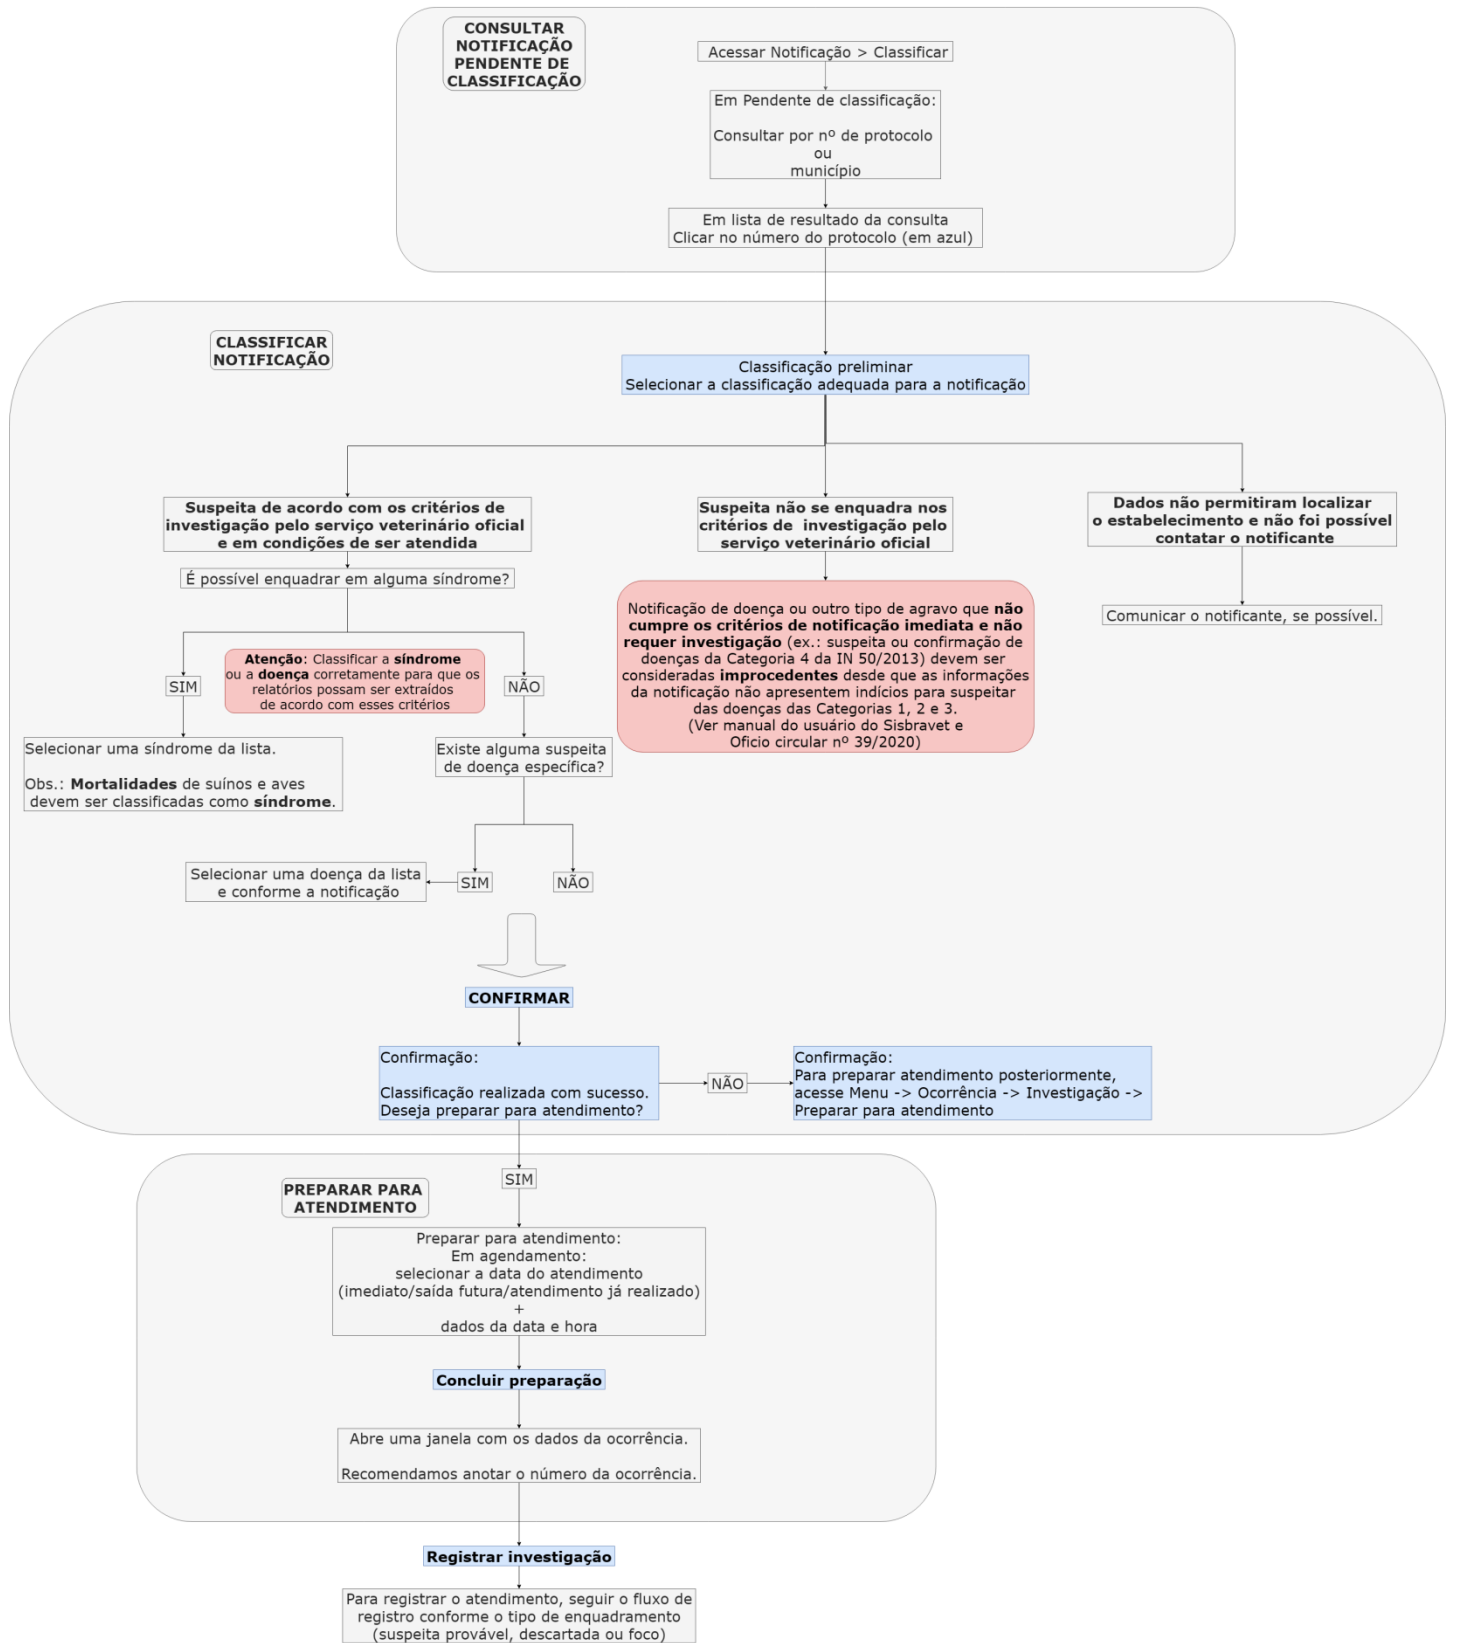 CONSULTAR
NOTIFICAÇÃO
PENDENTE DE
CLASSIFICAÇÃO
Acessar Notificação > Classificar
Em Pendente de classificação:
Consultar por nº de protocolo
ou
município
Em lista de resultado da consulta
Clicar no número do protocolo (em azul)
CLASSIFICAR
NOTIFICAÇÃO
Classificação preliminar
Selecionar a classificação adequada para a notificação
Suspeita de acordo com os critérios de
investigação pelo serviço veterinário oficial
e em condições de ser atendida
É possível enquadrar em alguma síndrome?
SIM
Atenção: Classificar a síndrome
ou a doença corretamente para que os
relatórios possam ser extraídos
de acordo com esses critérios
NÃO
Selecionar uma síndrome da lista.
Obs.: Mortalidades de suínos e aves
devem ser classificadas como síndrome.
Existe alguma suspeita
de doença específica?
Selecionar uma doença da lista
e conforme a notificação
SIM
NÃO
Suspeita não se enquadra nos
critérios de investigação pelo
serviço veterinário oficial
Notificação de doença ou outro tipo de agravo que não
cumpre os critérios de notificação imediata e não
requer investigação (ex.: suspeita ou confirmação de
doenças da Categoria 4 da IN 50/2013) devem ser
consideradas improcedentes desde que as informações
da notificação não apresentem indícios para suspeitar
das doenças das Categorias 1, 2 e 3.
(Ver manual do usuário do Sisbravet e
Oficio circular nº 39/2020)
Dados não permitiram localizar
o estabelecimento e não foi possível
contatar o notificante
Comunicar o notificante, se possível.
CONFIRMAR
Confirmação:
Classificação realizada com sucesso.
Deseja preparar para atendimento?
NÃO
Confirmação:
Para preparar atendimento posteriormente,
acesse Menu -> Ocorrência -> Investigação ->
Preparar para atendimento
SIM
PREPARAR PARA
ATENDIMENTO
Preparar para atendimento:
Em agendamento:
selecionar a data do atendimento
(imediato/saída futura/atendimento já realizado)
+
dados da data e hora
Concluir preparação
Abre uma janela com os dados da ocorrência.
Recomendamos anotar o número da ocorrência.
Registrar investigação
Para registrar o atendimento, seguir o fluxo de
registro conforme o tipo de enquadramento
(suspeita provável, descartada ou foco)